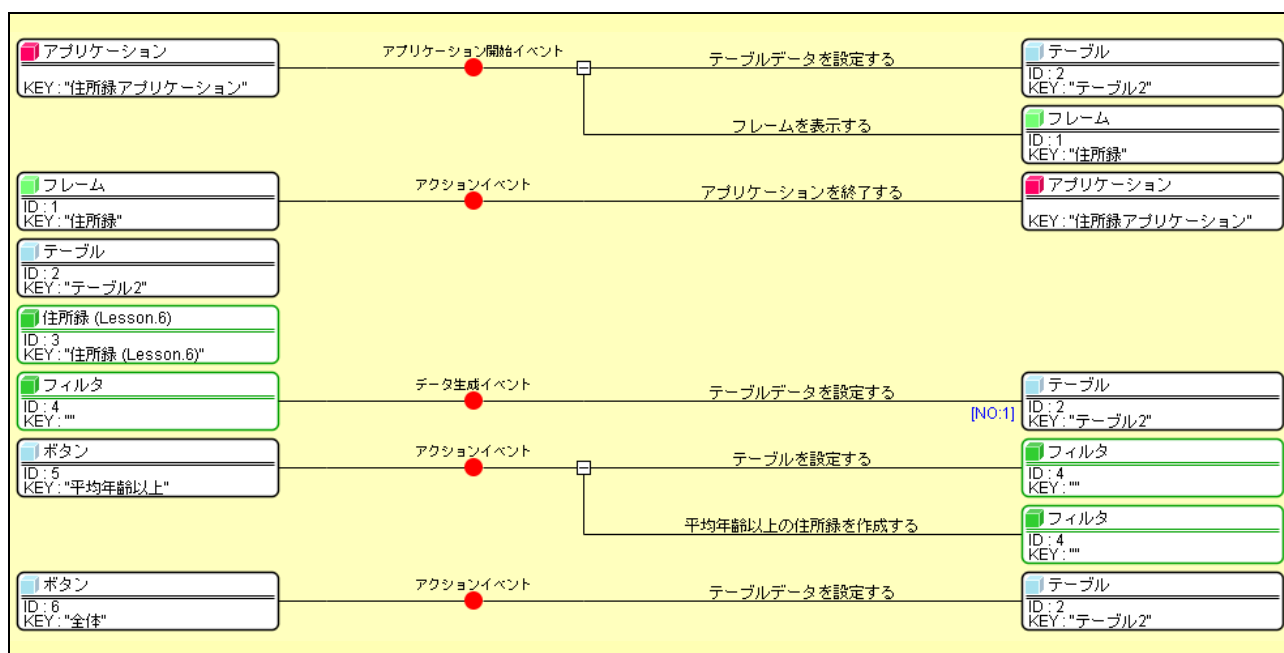 アプリケーション
KEY : "住所録アプリケーション"
アプリケーション開始イベント
テーブルデータを設定する
テーブル
ID : 2
KEY : "テーブル2"
フレームを表示する
フレーム
ID : 1
KEY : "住所録"
フレーム
ID : 1
KEY : "住所録"
アクションイベント
アプリケーションを終了する
アプリケーション
KEY : "住所録アプリケーション"
テーブル
ID : 2
KEY : "テーブル2"
住所録 (Lesson.6)
ID : 3
KEY : "住所録 (Lesson.6)"
フィルタ
ID : 4
KEY : ""
データ生成イベント
テーブルデータを設定する
[NO:1]
テーブル
ID : 2
KEY : "テーブル2"
ボタン
ID : 5
KEY : "平均年齢以上"
アクションイベント
テーブルを設定する
フィルタ
ID : 4
KEY : ""
平均年齢以上の住所録を作成する
フィルタ
ID : 4
KEY : ""
ボタン
ID : 6
KEY : "全体"
アクションイベント
テーブルデータを設定する
テーブル
ID : 2
KEY : "テーブル2"